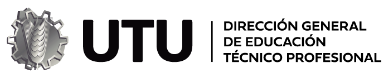 UTU
DIRECCIÓN GENERAL
DE EDUCACIÓN
TÉCNICO PROFESIONAL